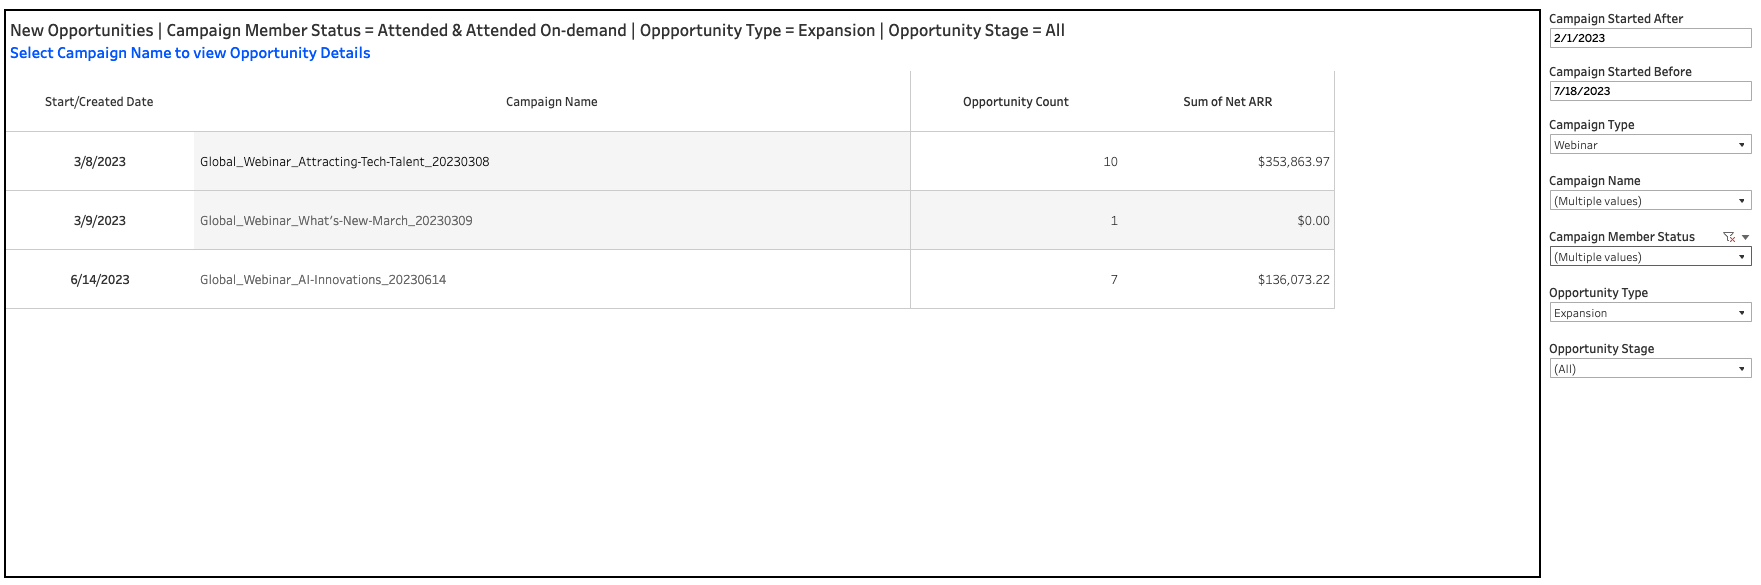 New Opportunities | Campaign Member Status = Attended & Attended On-demand | Oppportunity Type = Expansion | Opportunity Stage = All
Select Campaign Name to view Opportunity Details
Start/Created Date Campaign Name Opportunity Count Sum of Net ARR
3/8/2023 Global_Webinar_Attracting-Tech-Talent_20230308 10 $353,863.97
3/9/2023 Global_Webinar_What's-New-March_20230309 1 $0.00
6/14/2023 Global_Webinar_AI-Innovations_20230614 7 $136,073.22
Campaign Started After
2/1/2023
Campaign Started Before
7/18/2023
Campaign Type
Webinar
Campaign Name
(Multiple values)
Campaign Member Status
(Multiple values)
Opportunity Type
Expansion
Opportunity Stage
(All)